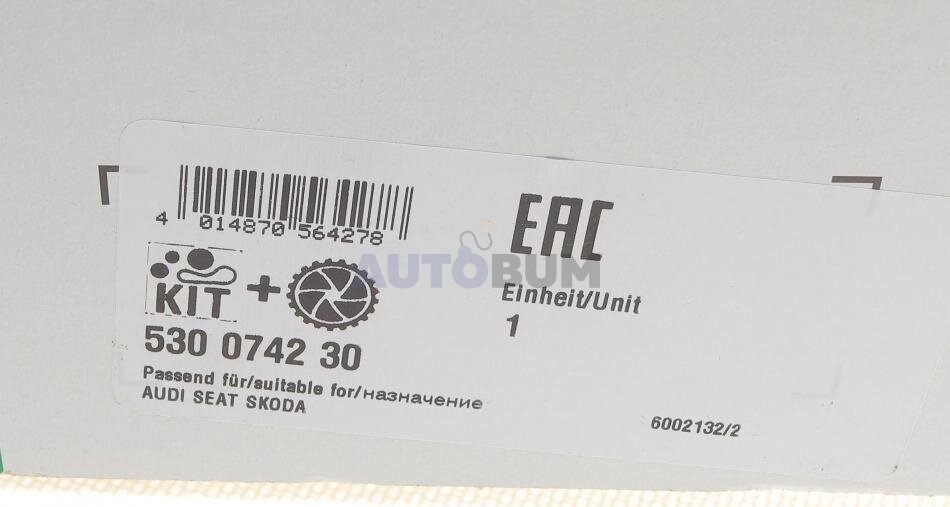 4 014870 564278
EAC
AUTOBUM
KIT +
Einheit/Unit
1
530 0742 30
Passend für/suitable for/назначение
AUDI SEAT SKODA
6002132/2